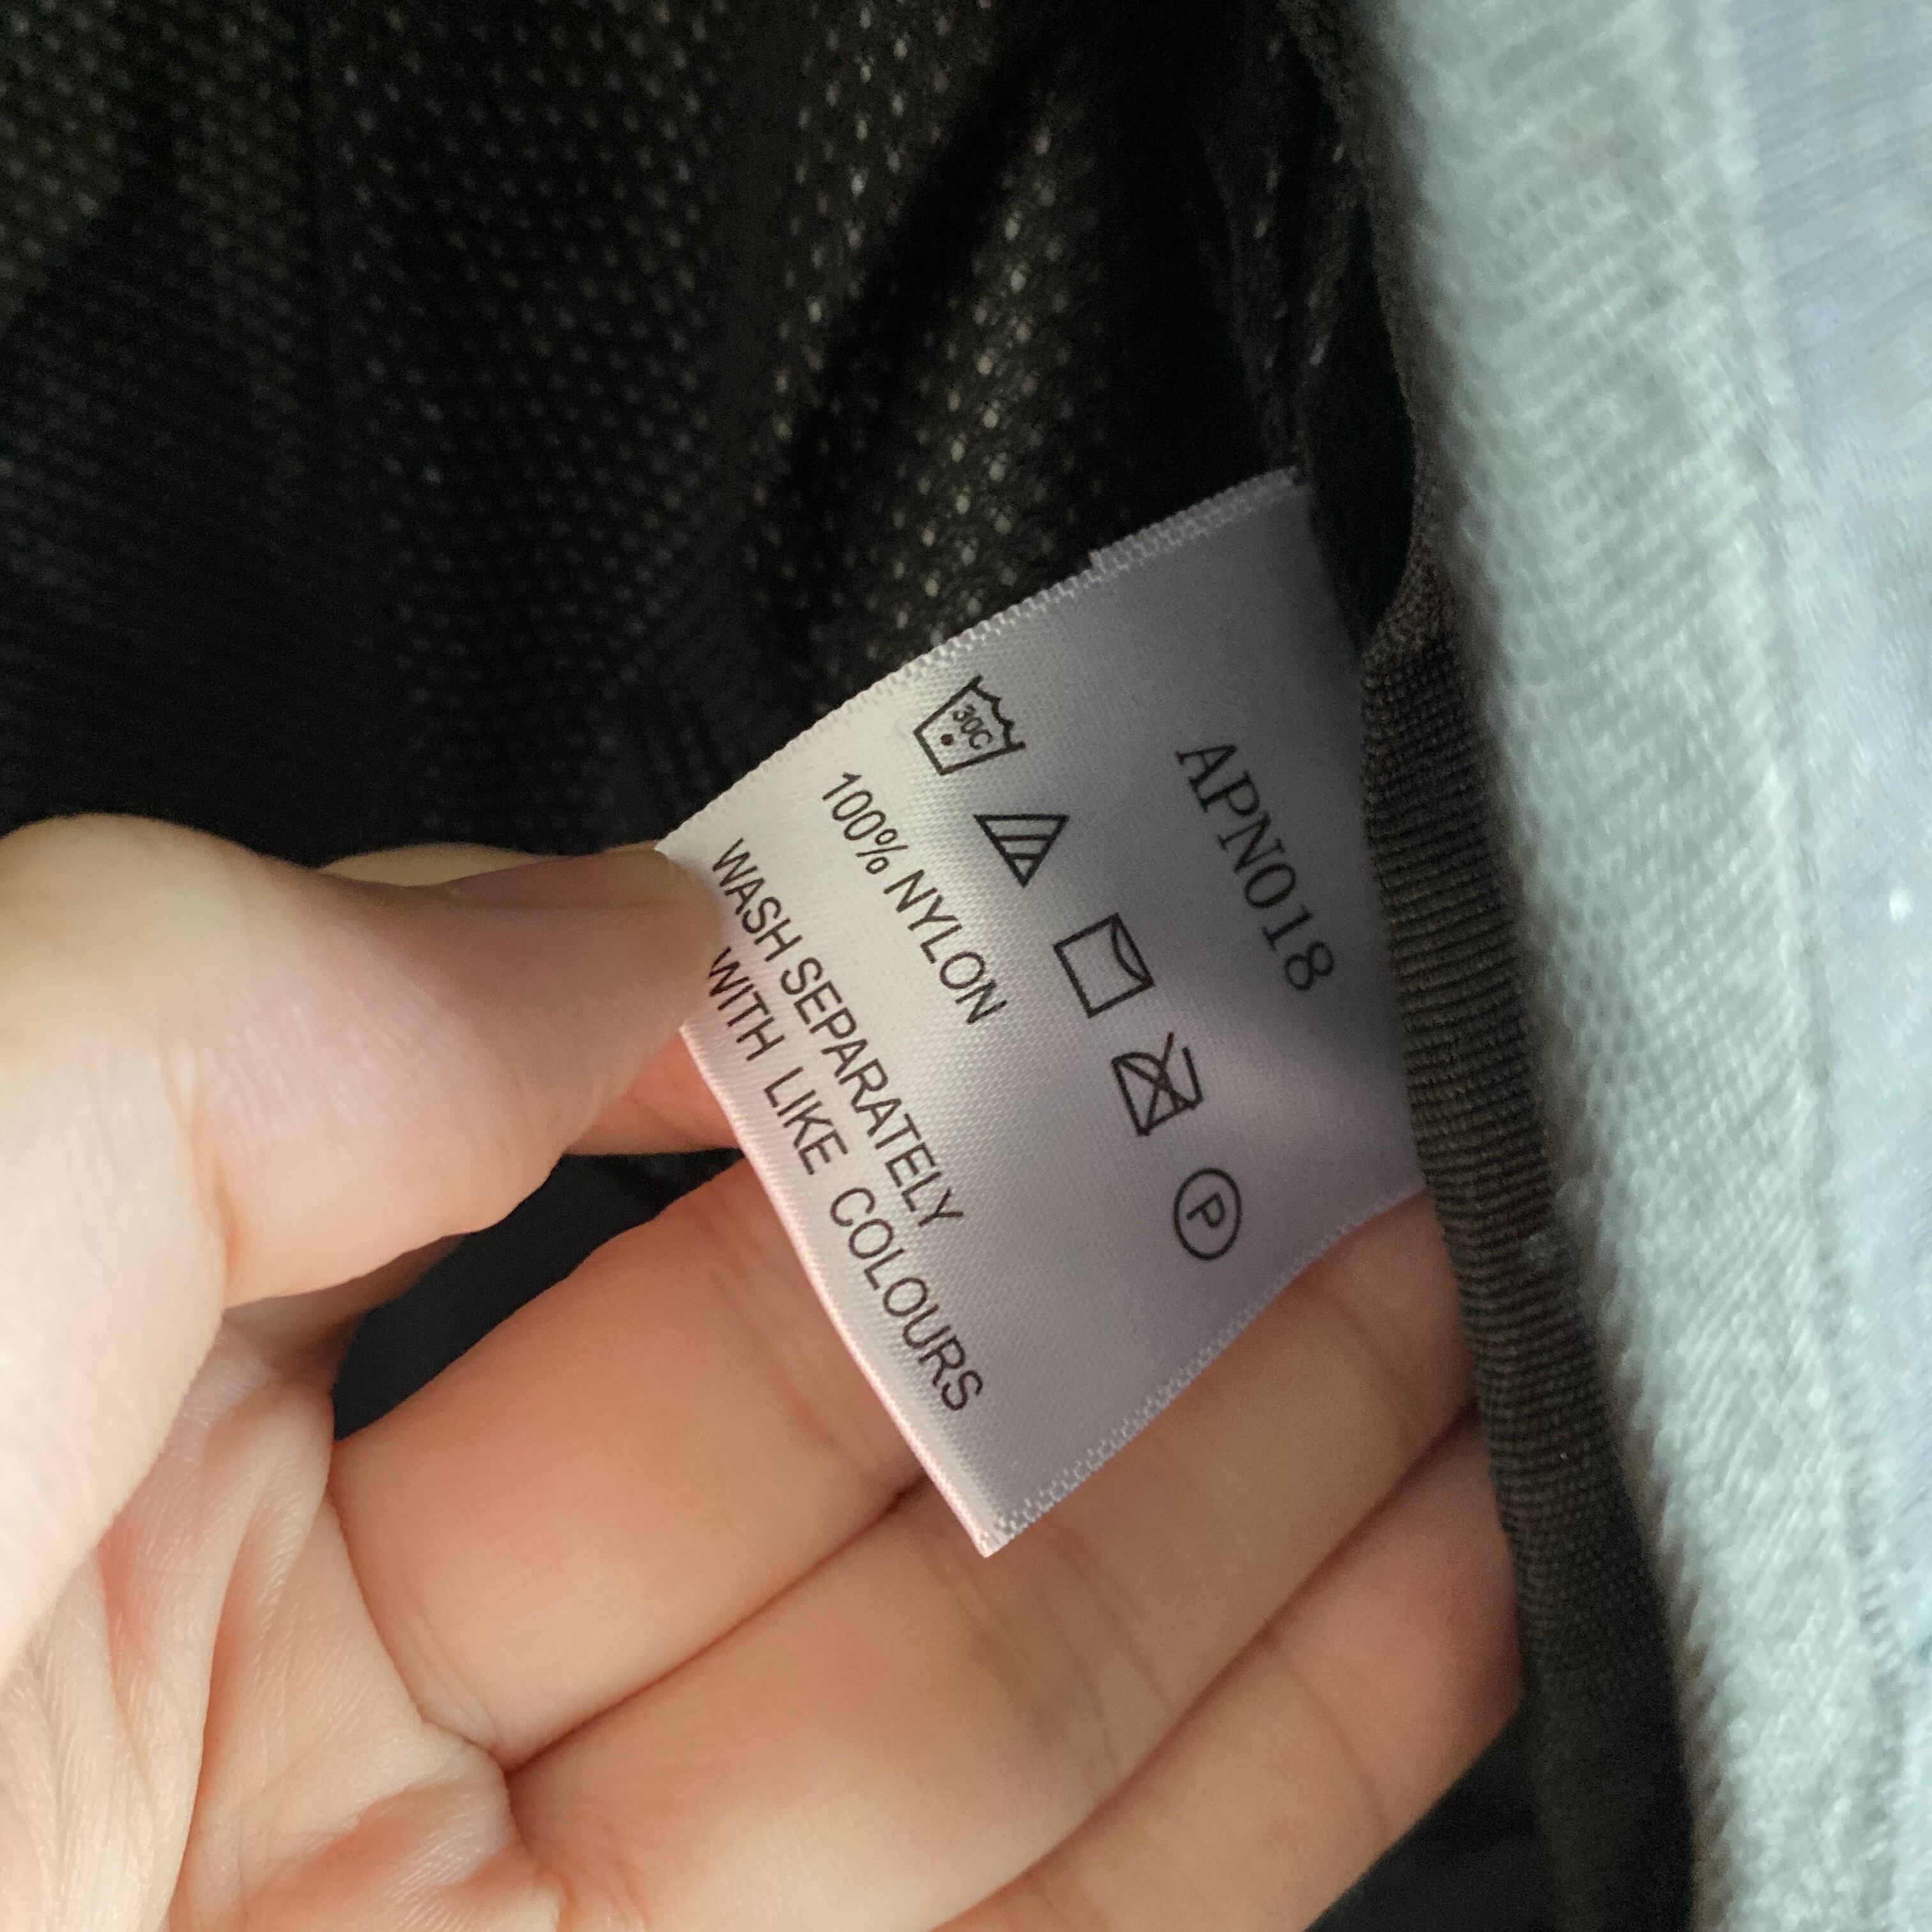 APN018
30C
P
100% NYLON
WASH SEPARATELY
WITH LIKE COLOURS